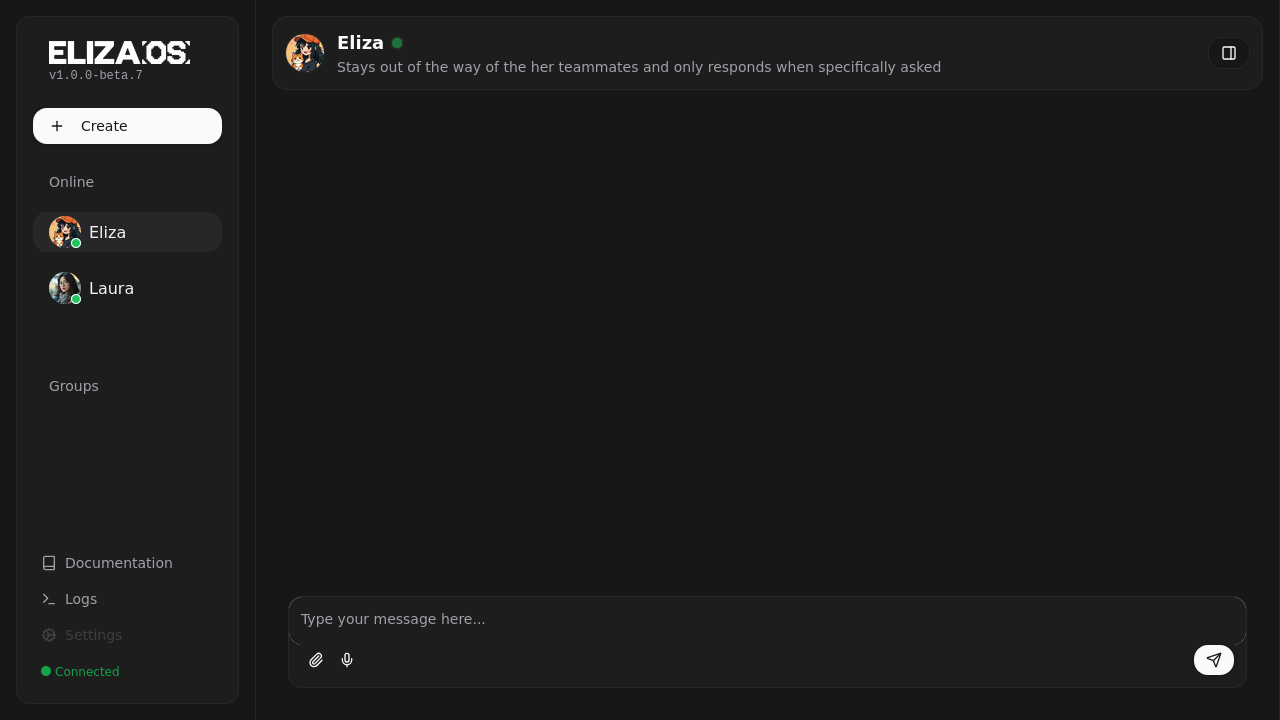 ELIZA OS
v1.0.0-beta.7
Create
Online
Eliza
Laura
Groups
Documentation
Logs
Settings
Connected
Eliza
Stays out of the way of the her teammates and only responds when specifically asked
Type your message here...